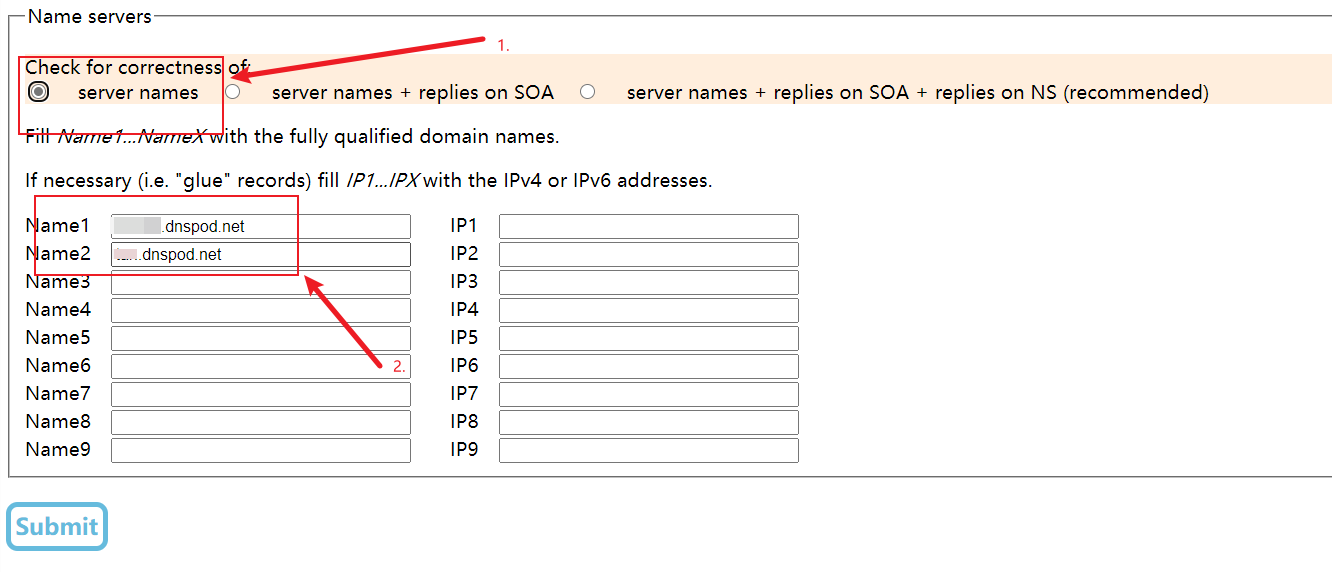 Name servers
1.
Check for correctness of:
server names server names + replies on SOA server names + replies on SOA + replies on NS (recommended)
Fill Name1...NameX with the fully qualified domain names.
If necessary (i.e. "glue" records) fill IP1...IPX with the IPv4 or IPv6 addresses.
Name1 .dnspod.net IP1
Name2 .dnspod.net IP2
Name3 IP3
Name4 IP4
Name5 IP5
Name6 2. IP6
Name7 IP7
Name8 IP8
Name9 IP9
Submit